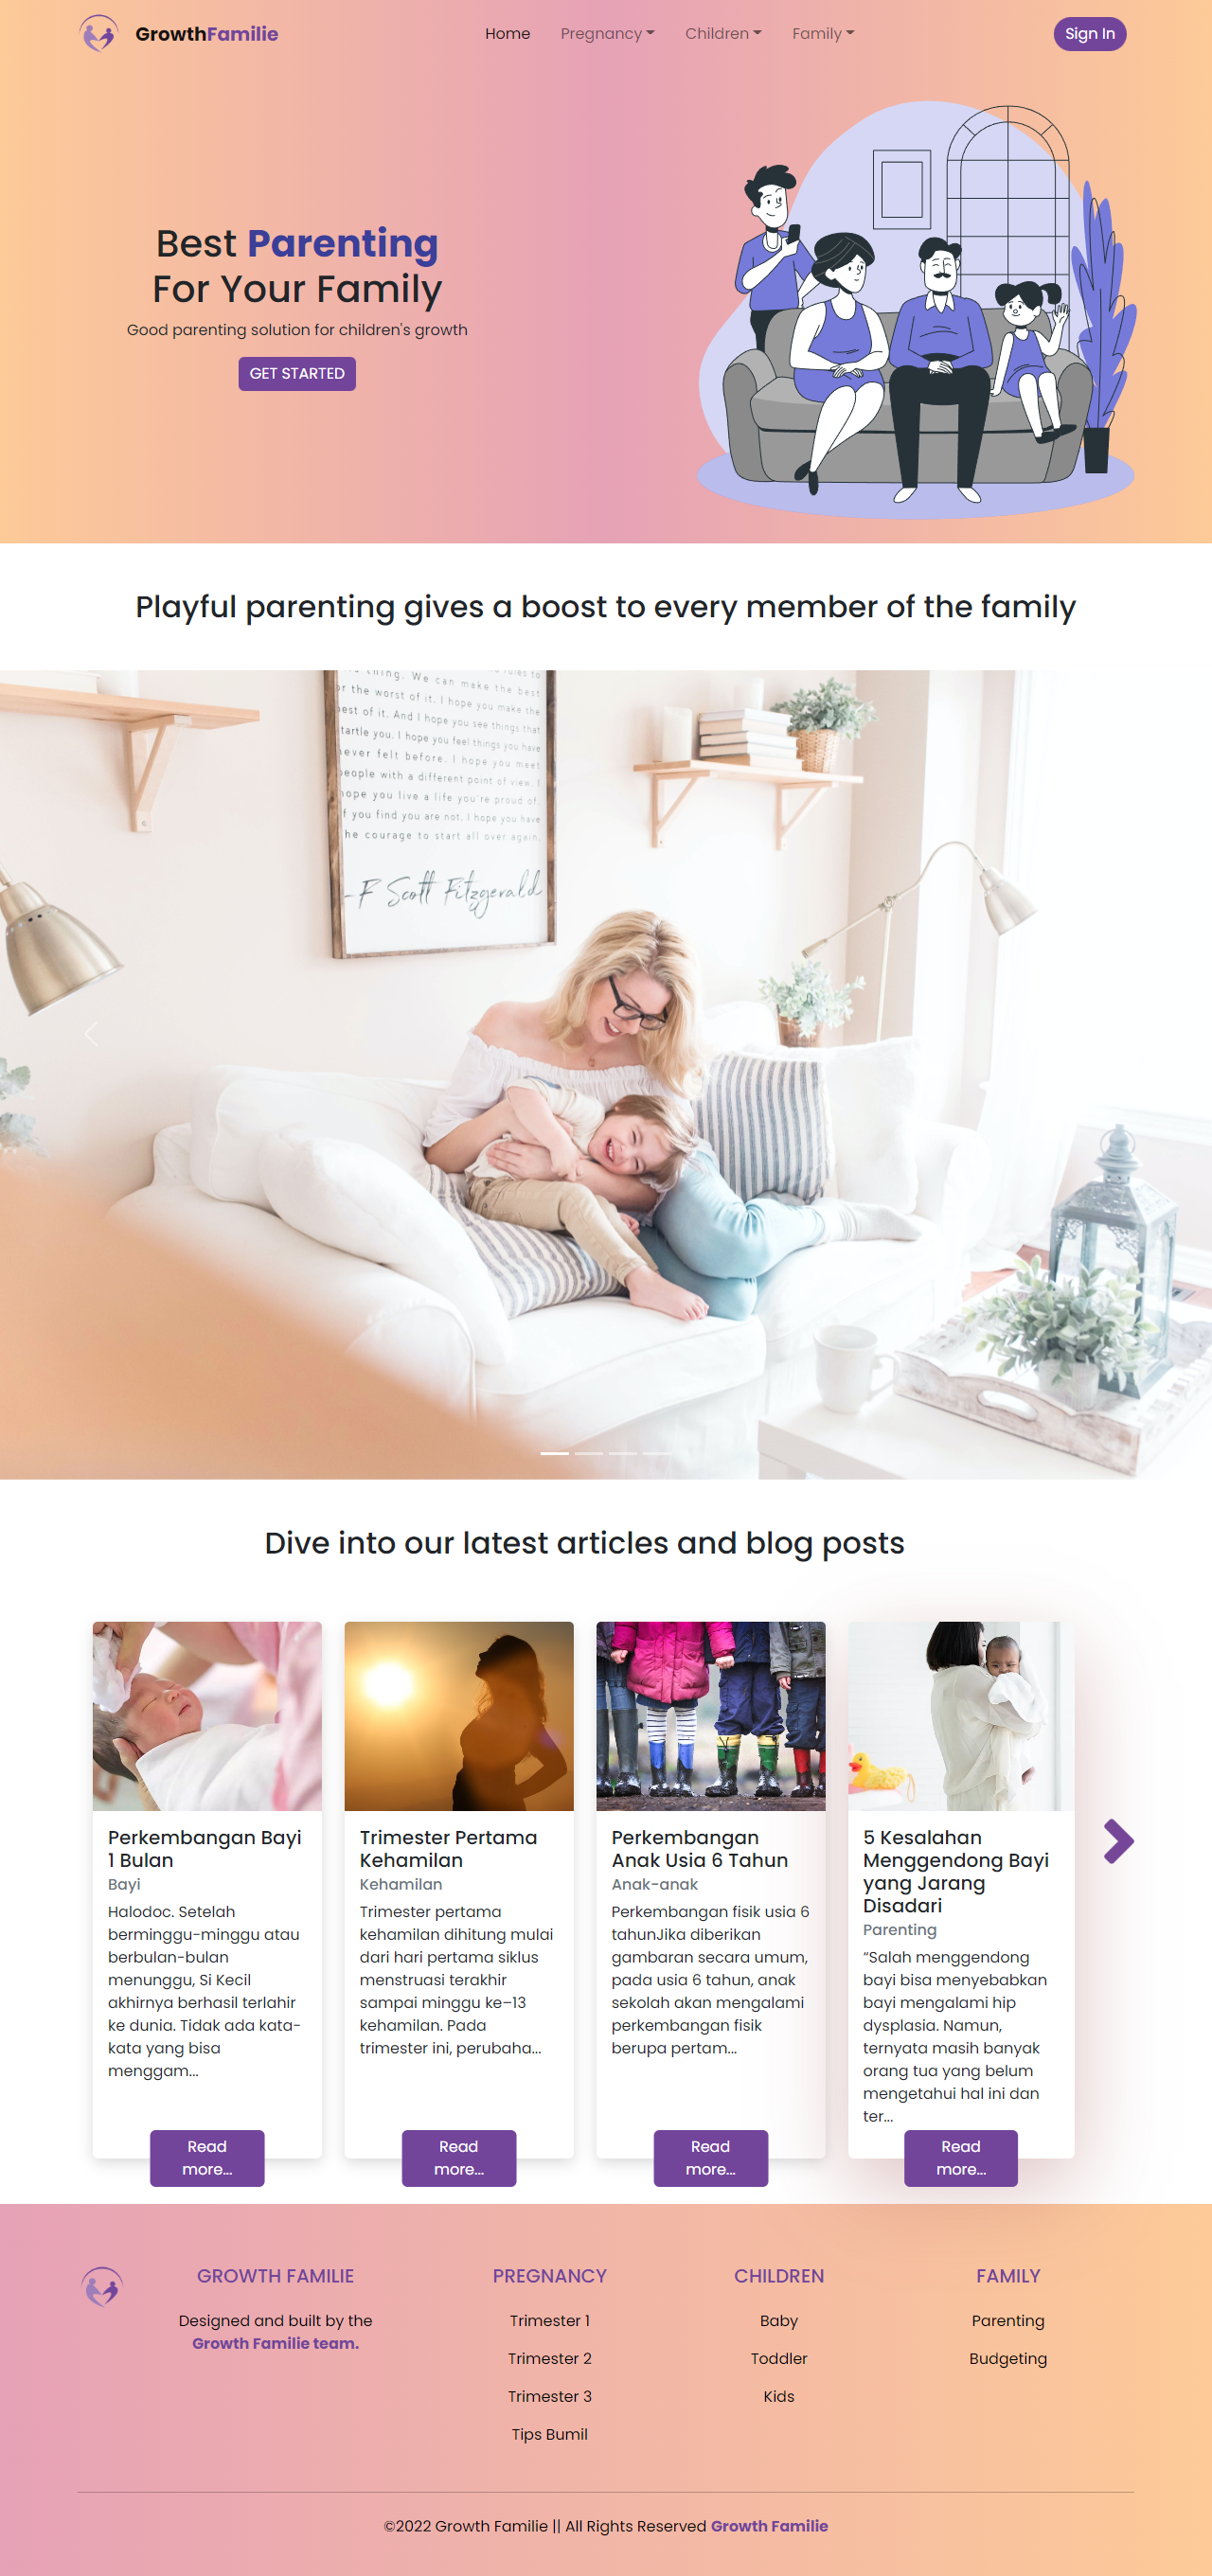 GrowthFamilie
Home
Pregnancy
Children
Family
Sign In
Best Parenting
For Your Family
Good parenting solution for children's growth
GET STARTED
Playful parenting gives a boost to every member of the family
thing. We can make the best
or the worst of it. I hope you make the
best of it. And I hope you see things that
tartle you. I hope you feel things you have
never felt before. I hope you meet
people with a different point of view. I
hope you live a life you're proud of.
f you find you are not. I hope you have
he courage to start all over again.
-F Scott Fitzgerald
Dive into our latest articles and blog posts
Perkembangan Bayi
1 Bulan
Bayi
Halodoc. Setelah
berminggu-minggu atau
berbulan-bulan
menunggu, Si Kecil
akhirnya berhasil terlahir
ke dunia. Tidak ada kata-
kata yang bisa
menggam...
Read
more...
Trimester Pertama
Kehamilan
Kehamilan
Trimester pertama
kehamilan dihitung mulai
dari hari pertama siklus
menstruasi terakhir
sampai minggu ke–13
kehamilan. Pada
trimester ini, perubaha...
Read
more...
Perkembangan
Anak Usia 6 Tahun
Anak-anak
Perkembangan fisik usia 6
tahunJika diberikan
gambaran secara umum,
pada usia 6 tahun, anak
sekolah akan mengalami
perkembangan fisik
berupa pertam...
Read
more...
5 Kesalahan
Menggendong Bayi
yang Jarang
Disadari
Parenting
“Salah menggendong
bayi bisa menyebabkan
bayi mengalami hip
dysplasia. Namun,
ternyata masih banyak
orang tua yang belum
mengetahui hal ini dan
ter...
Read
more...
GROWTH FAMILIE
Designed and built by the
Growth Familie team.
PREGNANCY
Trimester 1
Trimester 2
Trimester 3
Tips Bumil
CHILDREN
Baby
Toddler
Kids
FAMILY
Parenting
Budgeting
©2022 Growth Familie || All Rights Reserved Growth Familie